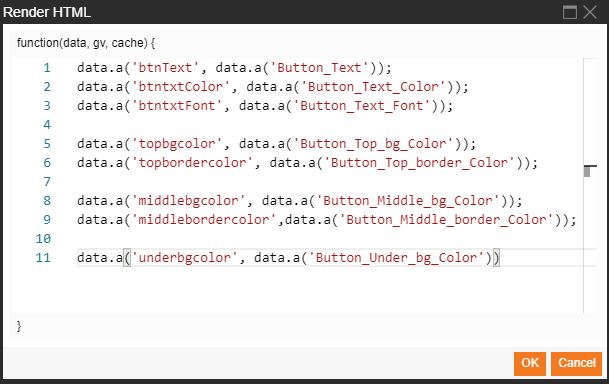 Render HTML
function(data, gv, cache) {
1 data.a('btnText', data.a('Button_Text'));
2 data.a('btntxtColor', data.a('Button_Text_Color'));
3 data.a('btntxtFont', data.a('Button_Text_Font'));
4
5 data.a('topbgcolor', data.a('Button_Top_bg_Color'));
6 data.a('topbordercolor', data.a('Button_Top_border_Color'));
7
8 data.a('middlebgcolor', data.a('Button_Middle_bg_Color'));
9 data.a('middlebordercolor',data.a('Button_Middle_border_Color'));
10
11 data.a('underbgcolor', data.a('Button_Under_bg_Color'))
}
OK Cancel